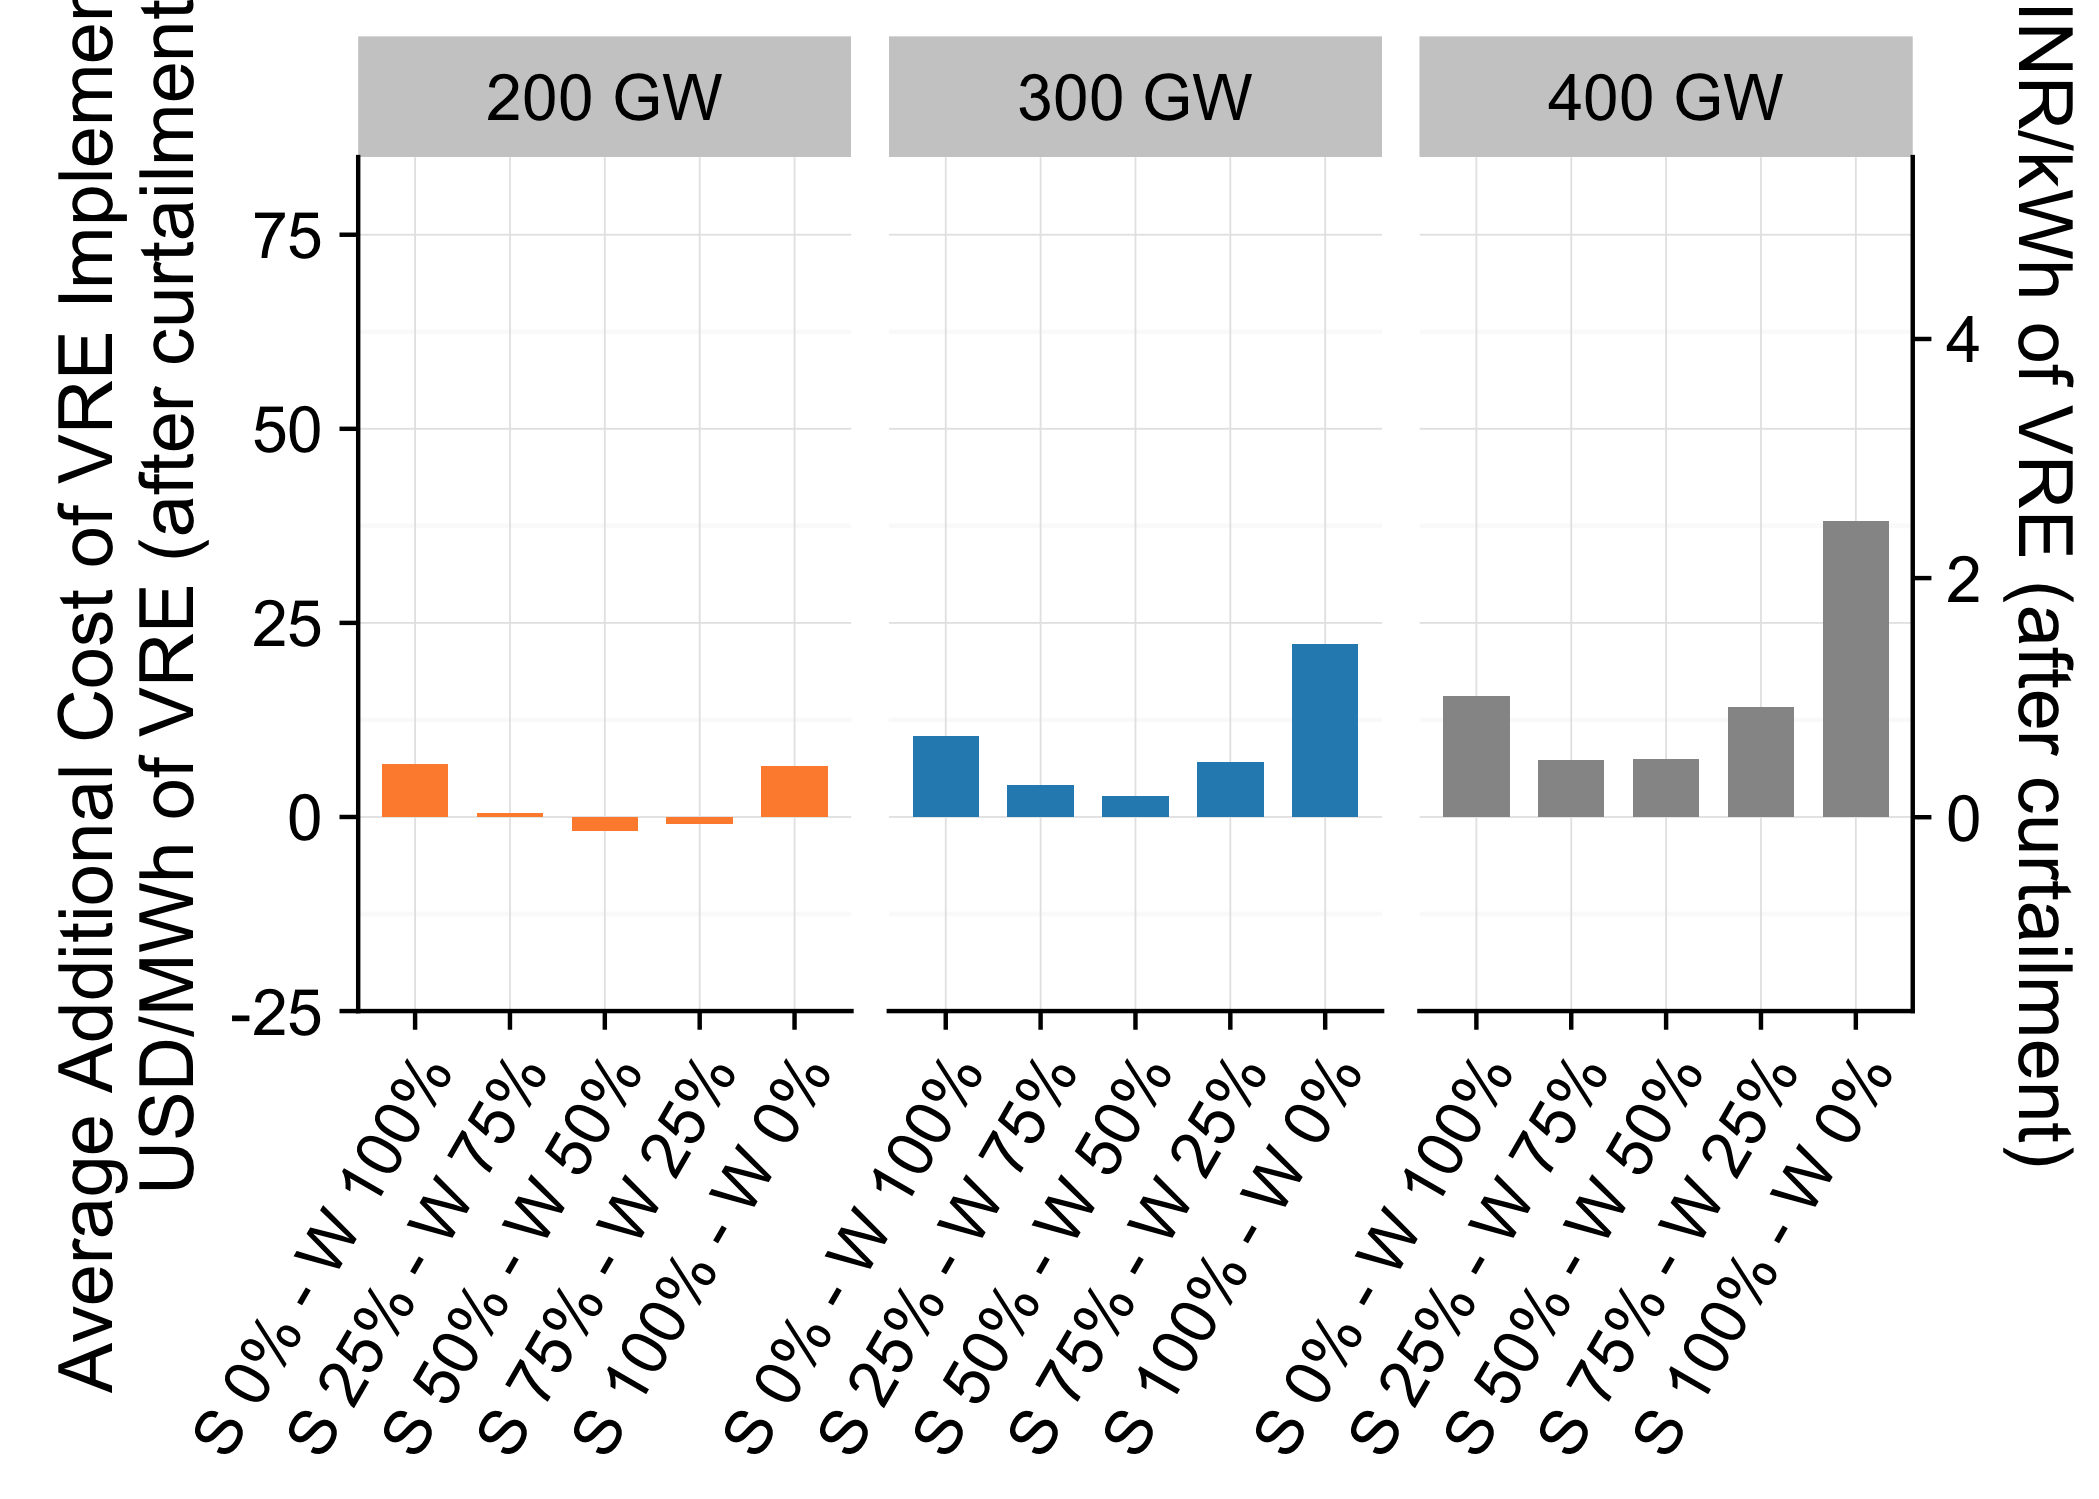 Average Additional Cost of VRE
USD/MWh of VRE (after curtailment
200 GW
300 GW
400 GW
75
50
25
0
-25
4
2
0
INR/kWh of VRE (after curtailment)
S 0% - W 100%
S 25% - W 75%
S 50% - W 50%
S 75% - W 25%
S 100% - W 0%
S 0% - W 100%
S 25% - W 75%
S 50% - W 50%
S 75% - W 25%
S 100% - W 0%
S 0% - W 100%
S 25% - W 75%
S 50% - W 50%
S 75% - W 25%
S 100% - W 0%